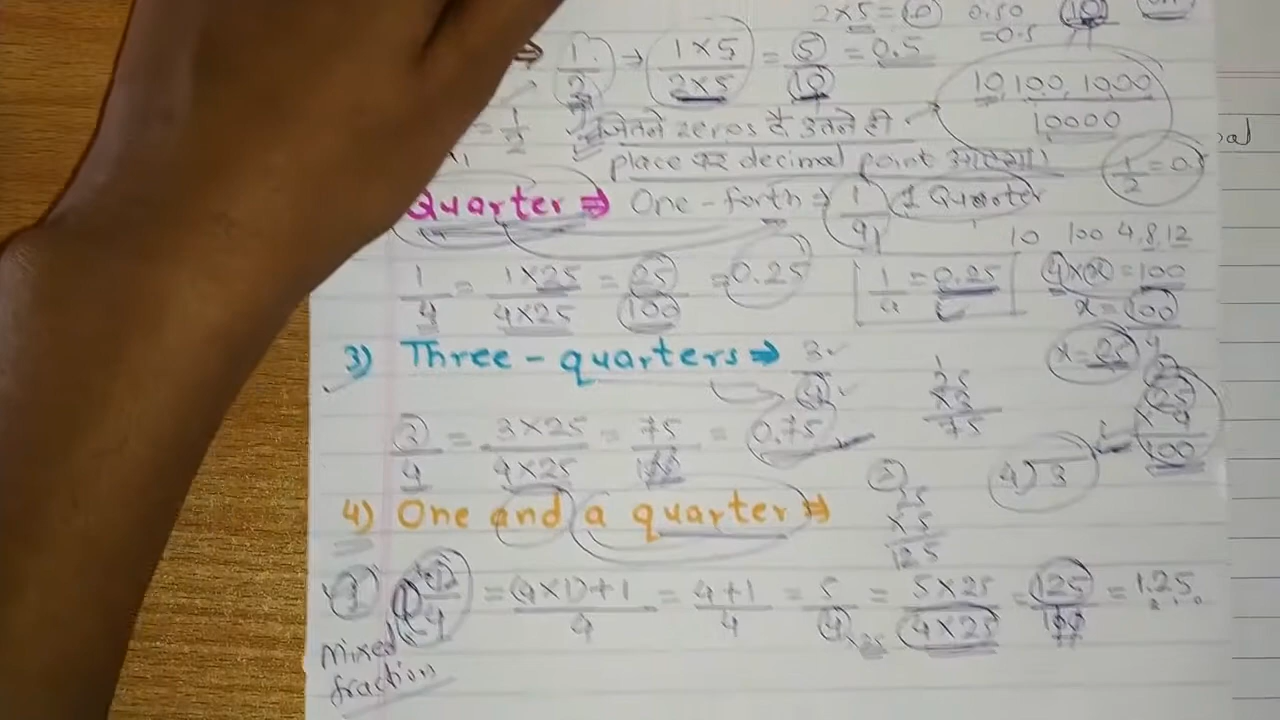 2×5=10 0.50 10
=0.5
⇒ 1/2 → 1×5/2×5 = 5/10 = 0.5
10, 100, 1000
10000
= 1/2 जितने zeros है उतने ही
place पर decimal point आएगा।
1/2 = 0.5
Quarter ⇒ One-forth ⇒ 1/4 1 Quarter
10 100 4,8,12
1/4 = 1×25/4×25 = 25/100 = 0.25 1/4 = 0.25
=100
x=100
3) Three-quarters ⇒ 3/4
x=25
25
×3
75
3/4 = 3×25/4×25 = 75/100 = 0.75
4)3
25
×4
100
4) One and a quarter ⇒
25
×5
125
1 1/4 = (4×1)+1/4 = 4+1/4 = 5/4 = 5×25/4×25 = 125/100 = 1.25
mixed
fraction